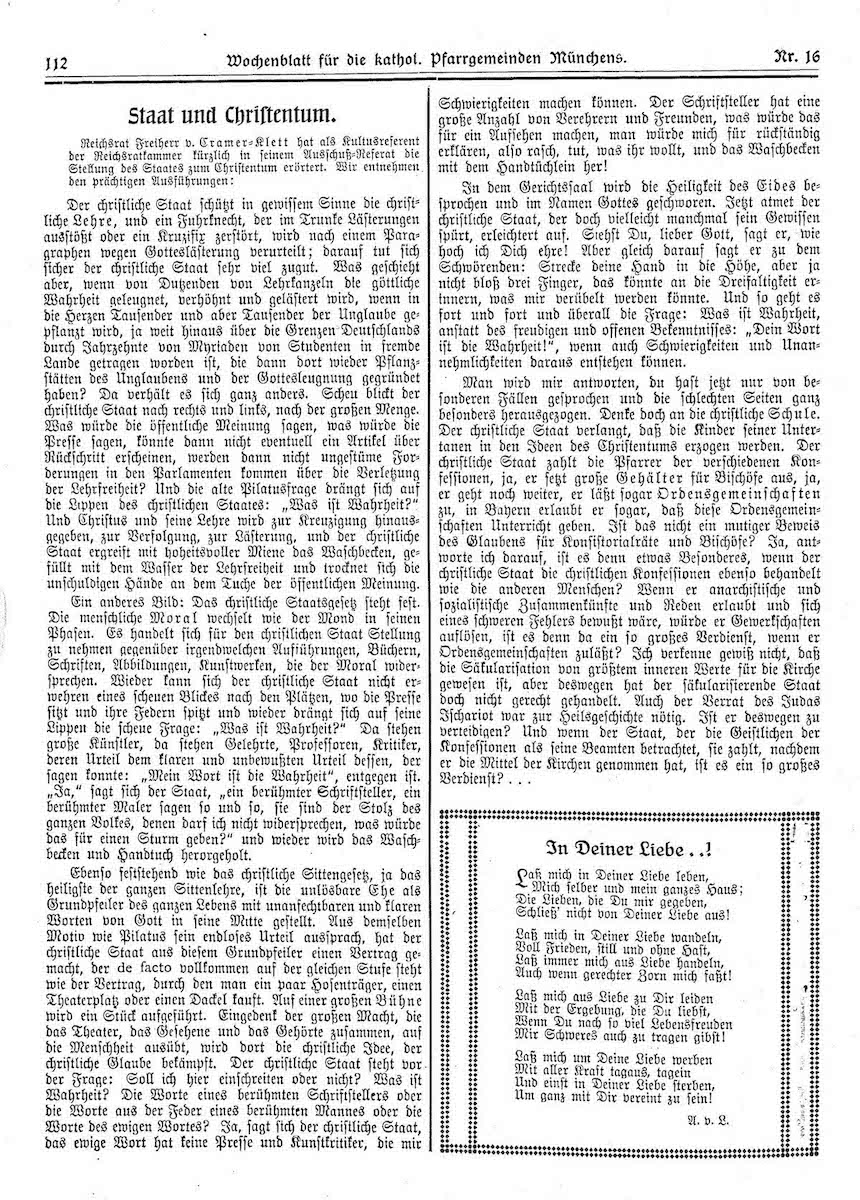 112
Wochenblatt für die kathol. Pfarrgemeinden Münchens.
Nr. 16
Staat und Christentum.
Reichsrat Freiherr v. Cramer-Klett hat als Kultusreferent
der Reichsratkammer kürzlich in seinem Ausschuß-Referat die
Stellung des Staates zum Christentum erörtert. Wir entnehmen
den prächtigen Ausführungen:
Der christliche Staat schützt in gewissem Sinne die christ-
liche Lehre, und ein Fuhrknecht, der im Trunke Lästerungen
ausstößt oder ein Kruzifix zerstört, wird nach einem Para-
graphen wegen Gotteslästerung verurteilt; darauf tut sich
sicher der christliche Staat sehr viel zugut. Was geschieht
aber, wenn von Dutzenden von Lehrkanzeln die göttliche
Wahrheit geleugnet, verhöhnt und gelästert wird, wenn in
die Herzen Tausender und aber Tausender der Unglaube ge-
pflanzt wird, ja weit hinaus über die Grenzen Deutschlands
durch Jahrzehnte von Myriaden von Studenten in fremde
Lande getragen worden ist, die dann dort wieder Pflanz-
stätten des Unglaubens und der Gottesleugnung gegründet
haben? Da verhält es sich ganz anders. Scheu blickt der
christliche Staat nach rechts und links, nach der großen Menge.
Was würde die öffentliche Meinung sagen, was würde die
Presse sagen, könnte dann nicht eventuell ein Artikel über
Rückschritt erscheinen, werden dann nicht ungestüme For-
derungen in den Parlamenten kommen über die Verletzung
der Lehrfreiheit? Und die alte Pilatusfrage drängt sich auf
die Lippen des christlichen Staates: „Was ist Wahrheit?"
Und Christus und seine Lehre wird zur Kreuzigung hinaus-
gegeben, zur Verfolgung, zur Lästerung, und der christliche
Staat ergreift mit hoheitsvoller Miene das Waschbecken, ge-
füllt mit dem Wasser der Lehrfreiheit und trocknet sich die
unschuldigen Hände an dem Tuche der öffentlichen Meinung.
Ein anderes Bild: Das christliche Staatsgesetz steht fest.
Die menschliche Moral wechselt wie der Mond in seinen
Phasen. Es handelt sich für den christlichen Staat Stellung
zu nehmen gegenüber irgendwelchen Aufführungen, Büchern,
Schriften, Abbildungen, Kunstwerken, die der Moral wider-
sprechen. Wieder kann sich der christliche Staat nicht er-
wehren eines scheuen Blickes nach den Plätzen, wo die Presse
sitzt und ihre Federn spitzt und wieder drängt sich auf seine
Lippen die scheue Frage: „Was ist Wahrheit?" Da stehen
große Künstler, da stehen Gelehrte, Professoren, Kritiker,
deren Urteil dem klaren und unbewußten Urteil dessen, der
sagen konnte: „Mein Wort ist die Wahrheit", entgegen ist.
„Ja," sagt sich der Staat, „ein berühmter Schriftsteller, ein
berühmter Maler sagen so und so, sie sind der Stolz des
ganzen Volkes, denen darf ich nicht widersprechen, was würde
das für einen Sturm geben?" und wieder wird das Wasch-
becken und Handtuch herorgeholt.
Ebenso feststehend wie das christliche Sittengesetz, ja das
heiligste der ganzen Sittenlehre, ist die unlösbare Ehe als
Grundpfeiler des ganzen Lebens mit unanfechtbaren und klaren
Worten von Gott in seine Mitte gestellt. Aus demselben
Motiv wie Pilatus sein endloses Urteil aussprach, hat der
christliche Staat aus diesem Grundpfeiler einen Vertrag ge-
macht, der de facto vollkommen auf der gleichen Stufe steht
wie der Vertrag, durch den man ein paar Hosenträger, einen
Theaterplatz oder einen Dackel kauft. Auf einer großen Bühne
wird ein Stück aufgeführt. Eingedenk der großen Macht, die
das Theater, das Gesehene und das Gehörte zusammen, auf
die Menschheit ausübt, wird dort die christliche Idee, der
christliche Glaube bekämpft. Der christliche Staat steht vor
der Frage: Soll ich hier einschreiten oder nicht? Was ist
Wahrheit? Die Worte eines berühmten Schriftstellers oder
die Worte aus der Feder eines berühmten Mannes oder die
Worte des ewigen Wortes? Ja, sagt sich der christliche Staat,
das ewige Wort hat keine Presse und Kunstkritiker, die mir
Schwierigkeiten machen können. Der Schriftsteller hat eine
große Anzahl von Verehrern und Freunden, was würde das
für ein Aufsehen machen, man würde mich für rückständig
erklären, also rasch, tut, was ihr wollt, und das Waschbecken
mit dem Handtüchlein her!
In dem Gerichtssaal wird die Heiligkeit des Eides be-
sprochen und im Namen Gottes geschworen. Jetzt atmet der
christliche Staat, der doch vielleicht manchmal sein Gewissen
spürt, erleichtert auf. Siehst Du, lieber Gott, sagt er, wie
hoch ich Dich ehre! Aber gleich darauf sagt er zu dem
Schwörenden: Strecke deine Hand in die Höhe, aber ja
nicht bloß drei Finger, das könnte an die Dreifaltigkeit er-
innern, was mir verübelt werden könnte. Und so geht es
fort und fort und überall die Frage: Was ist Wahrheit,
anstatt des freudigen und offenen Bekenntnisses: „Dein Wort
ist die Wahrheit!", wenn auch Schwierigkeiten und Unan-
nehmlichkeiten daraus entstehen können.
Man wird mir antworten, du hast jetzt nur von be-
sonderen Fällen gesprochen und die schlechten Seiten ganz
besonders herausgezogen. Denke doch an die christliche Schule.
Der christliche Staat verlangt, daß die Kinder seiner Unter-
tanen in den Ideen des Christentums erzogen werden. Der
christliche Staat zahlt die Pfarrer der verschiedenen Kon-
fessionen, ja, er setzt große Gehälter für Bischöfe aus, ja,
er geht noch weiter, er läßt sogar Ordensgemeinschaften
zu, in Bayern erlaubt er sogar, daß diese Ordensgemein-
schaften Unterricht geben. Ist das nicht ein mutiger Beweis
des Glaubens für Konsistorialräte und Bischöfe? Ja, ant-
worte ich darauf, ist es denn etwas Besonderes, wenn der
christliche Staat die christlichen Konfessionen ebenso behandelt
wie die anderen Menschen? Wenn er anarchistische und
sozialistische Zusammenkünfte und Reden erlaubt und sich
eines schweren Fehlers bewußt wäre, würde er Gewerkschaften
auflösen, ist es denn da ein so großes Verdienst, wenn er
Ordensgemeinschaften zuläßt? Ich verkenne gewiß nicht, daß
die Säkularisation von größtem inneren Werte für die Kirche
gewesen ist, aber deswegen hat der säkularisierende Staat
doch nicht gerecht gehandelt. Auch der Verrat des Judas
Ischariot war zur Heilsgeschichte nötig. Ist er deswegen zu
verteidigen? Und wenn der Staat, der die Geistlichen der
Konfessionen als seine Beamten betrachtet, sie zahlt, nachdem
er die Mittel der Kirchen genommen hat, ist es ein so großes
Verdienst? . . .
In Deiner Liebe . .!
Laß mich in Deiner Liebe leben,
Mich selber und mein ganzes Haus;
Die Lieben, die Du mir gegeben,
Schließ' nicht von Deiner Liebe aus!
Laß mich in Deiner Liebe wandeln,
Voll Frieden, still und ohne Hast,
Laß immer mich aus Liebe handeln,
Auch wenn gerechter Zorn mich faßt!
Laß mich aus Liebe zu Dir leiden
Mit der Ergebung, die Du liebst,
Wenn Du nach so viel Lebensfreuden
Mir Schweres auch zu tragen gibst!
Laß mich um Deine Liebe werben
Mit aller Kraft tagaus, tagein
Und einst in Deiner Liebe sterben,
Um ganz mit Dir vereint zu sein!
A. v. L.